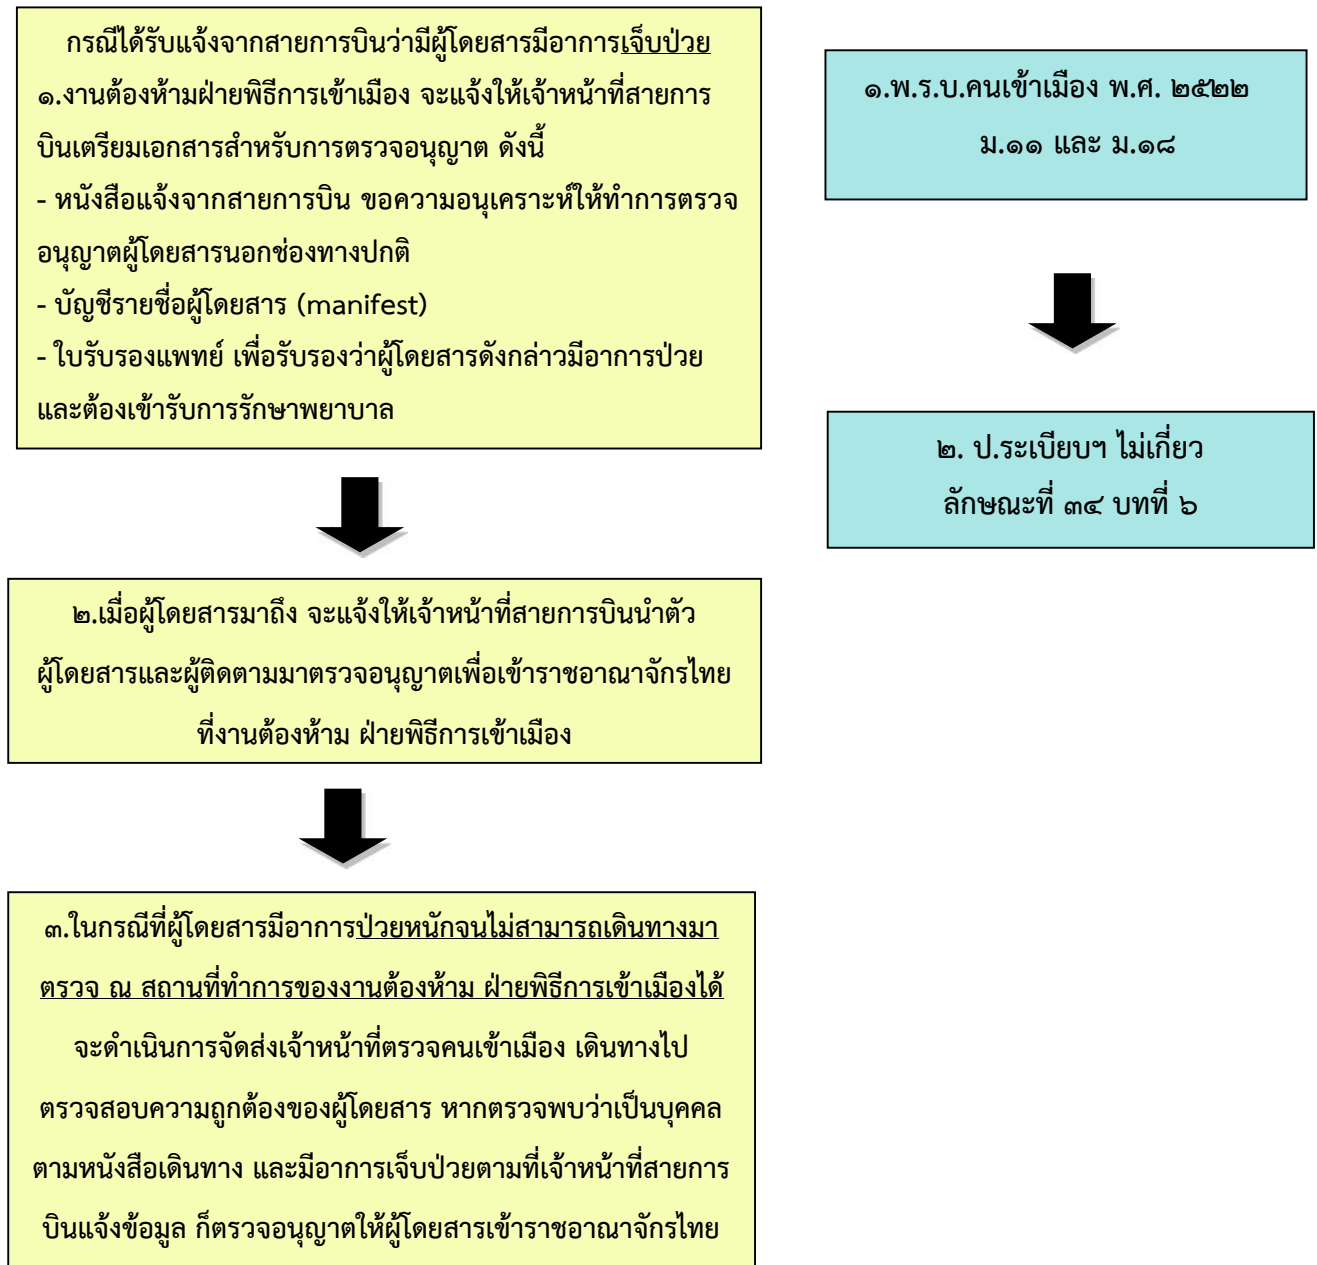 กรณีได้รับแจ้งจากสายการบินว่ามีผู้โดยสารมีอาการเจ็บป่วย
๑.งานต้องห้ามฝ่ายพิธีการเข้าเมือง จะแจ้งให้เจ้าหน้าที่สายการ
บินเตรียมเอกสารสำหรับการตรวจอนุญาต ดังนี้
- หนังสือแจ้งจากสายการบิน ขอความอนุเคราะห์ให้ทำการตรวจ
อนุญาตผู้โดยสารนอกช่องทางปกติ
- บัญชีรายชื่อผู้โดยสาร (manifest)
- ใบรับรองแพทย์ เพื่อรับรองว่าผู้โดยสารดังกล่าวมีอาการป่วย
และต้องเข้ารับการรักษาพยาบาล
๒.เมื่อผู้โดยสารมาถึง จะแจ้งให้เจ้าหน้าที่สายการบินนำตัว
ผู้โดยสารและผู้ติดตามมาตรวจอนุญาตเพื่อเข้าราชอาณาจักรไทย
ที่งานต้องห้าม ฝ่ายพิธีการเข้าเมือง
๓.ในกรณีที่ผู้โดยสารมีอาการป่วยหนักจนไม่สามารถเดินทางมา
ตรวจ ณ สถานที่ทำการของงานต้องห้าม ฝ่ายพิธีการเข้าเมืองได้
จะดำเนินการจัดส่งเจ้าหน้าที่ตรวจคนเข้าเมือง เดินทางไป
ตรวจสอบความถูกต้องของผู้โดยสาร หากตรวจพบว่าเป็นบุคคล
ตามหนังสือเดินทาง และมีอาการเจ็บป่วยตามที่เจ้าหน้าที่สายการ
บินแจ้งข้อมูล ก็ตรวจอนุญาตให้ผู้โดยสารเข้าราชอาณาจักรไทย
๑.พ.ร.บ.คนเข้าเมือง พ.ศ. ๒๕๒๒
ม.๑๑ และ ม.๑๘
๒. ป.ระเบียบฯ ไม่เกี่ยว
ลักษณะที่ ๓๔ บทที่ ๖